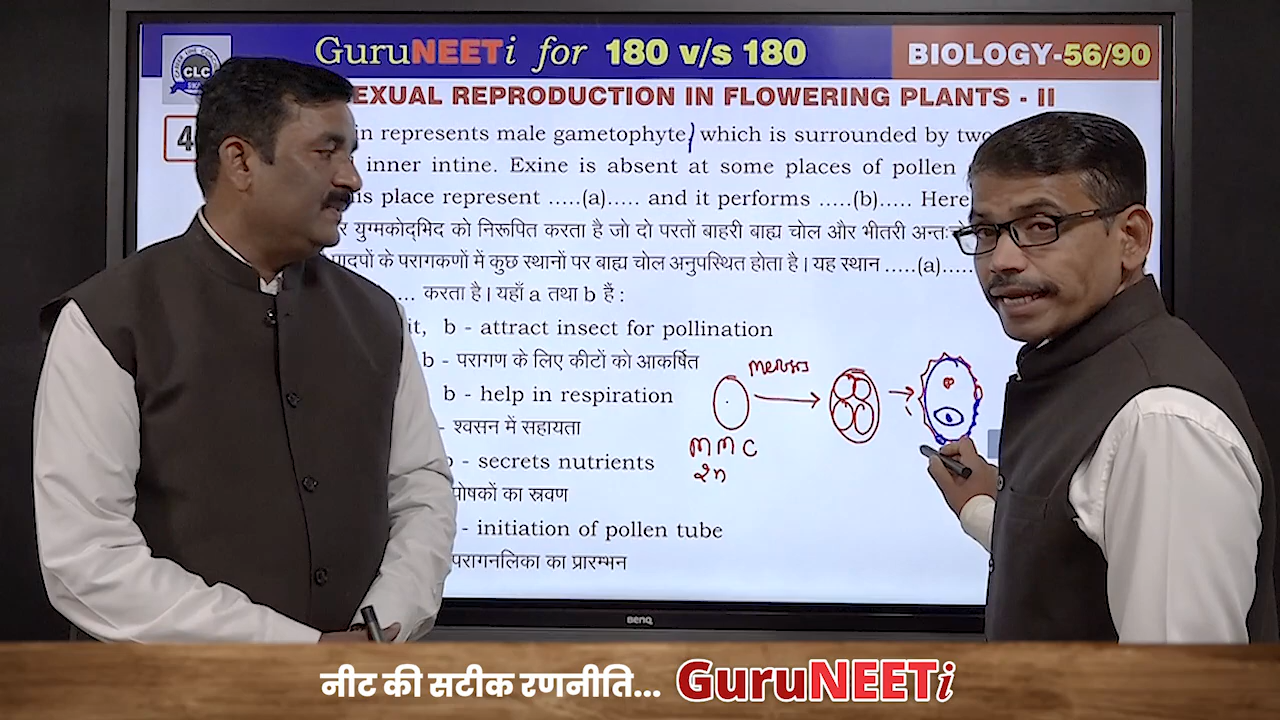 GuruNEETi for 180 v/s 180
BIOLOGY-56/90
CLC
EXUAL REPRODUCTION IN FLOWERING PLANTS - II
4
in represents male gametophyte, which is surrounded by two
inner intine. Exine is absent at some places of pollen
is place represent .....(a)..... and it performs .....(b)..... Here
र युग्मकोद्भिद को निरूपित करता है जो दो परतों बाहरी बाह्य चोल और भीतरी अन्तः
पादपों के परागकणों में कुछ स्थानों पर बाह्य चोल अनुपस्थित होता है। यह स्थान .....(a).....
... करता है। यहाँ a तथा b हैं :
it, b - attract insect for pollination
b - परागण के लिए कीटों को आकर्षित
b - help in respiration
- श्वसन में सहायता
- secrets nutrients
पोषकों का स्रवण
- initiation of pollen tube
परागनलिका का प्रारम्भन
meiosis
MMC
2n
BenQ
नीट की सटीक रणनीति... GuruNEETi